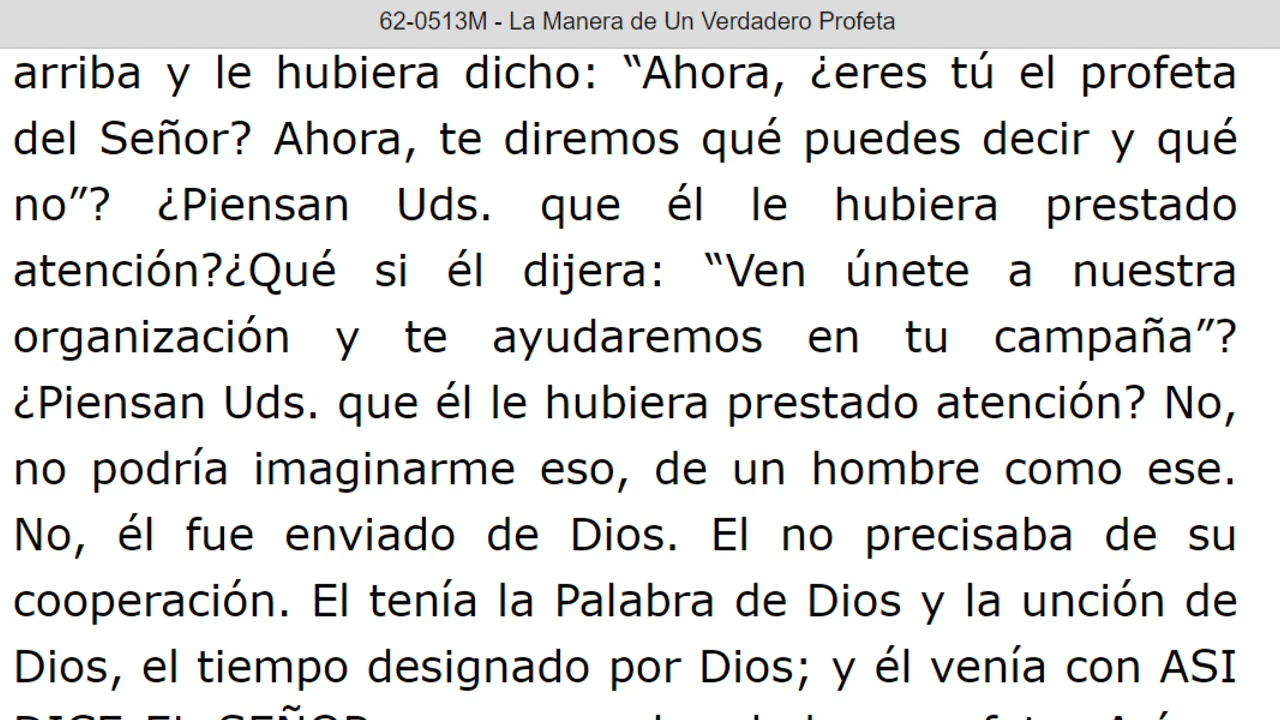 62-0513M - La Manera de Un Verdadero Profeta
arriba y le hubiera dicho: “Ahora, ¿eres tú el profeta
del Señor? Ahora, te diremos qué puedes decir y qué
no”? ¿Piensan Uds. que él le hubiera prestado
atención?¿Qué si él dijera: “Ven únete a nuestra
organización y te ayudaremos en tu campaña”?
¿Piensan Uds. que él le hubiera prestado atención? No,
no podría imaginarme eso, de un hombre como ese.
No, él fue enviado de Dios. El no precisaba de su
cooperación. El tenía la Palabra de Dios y la unción de
Dios, el tiempo designado por Dios; y él venía con ASI
DICE EL SEÑOR